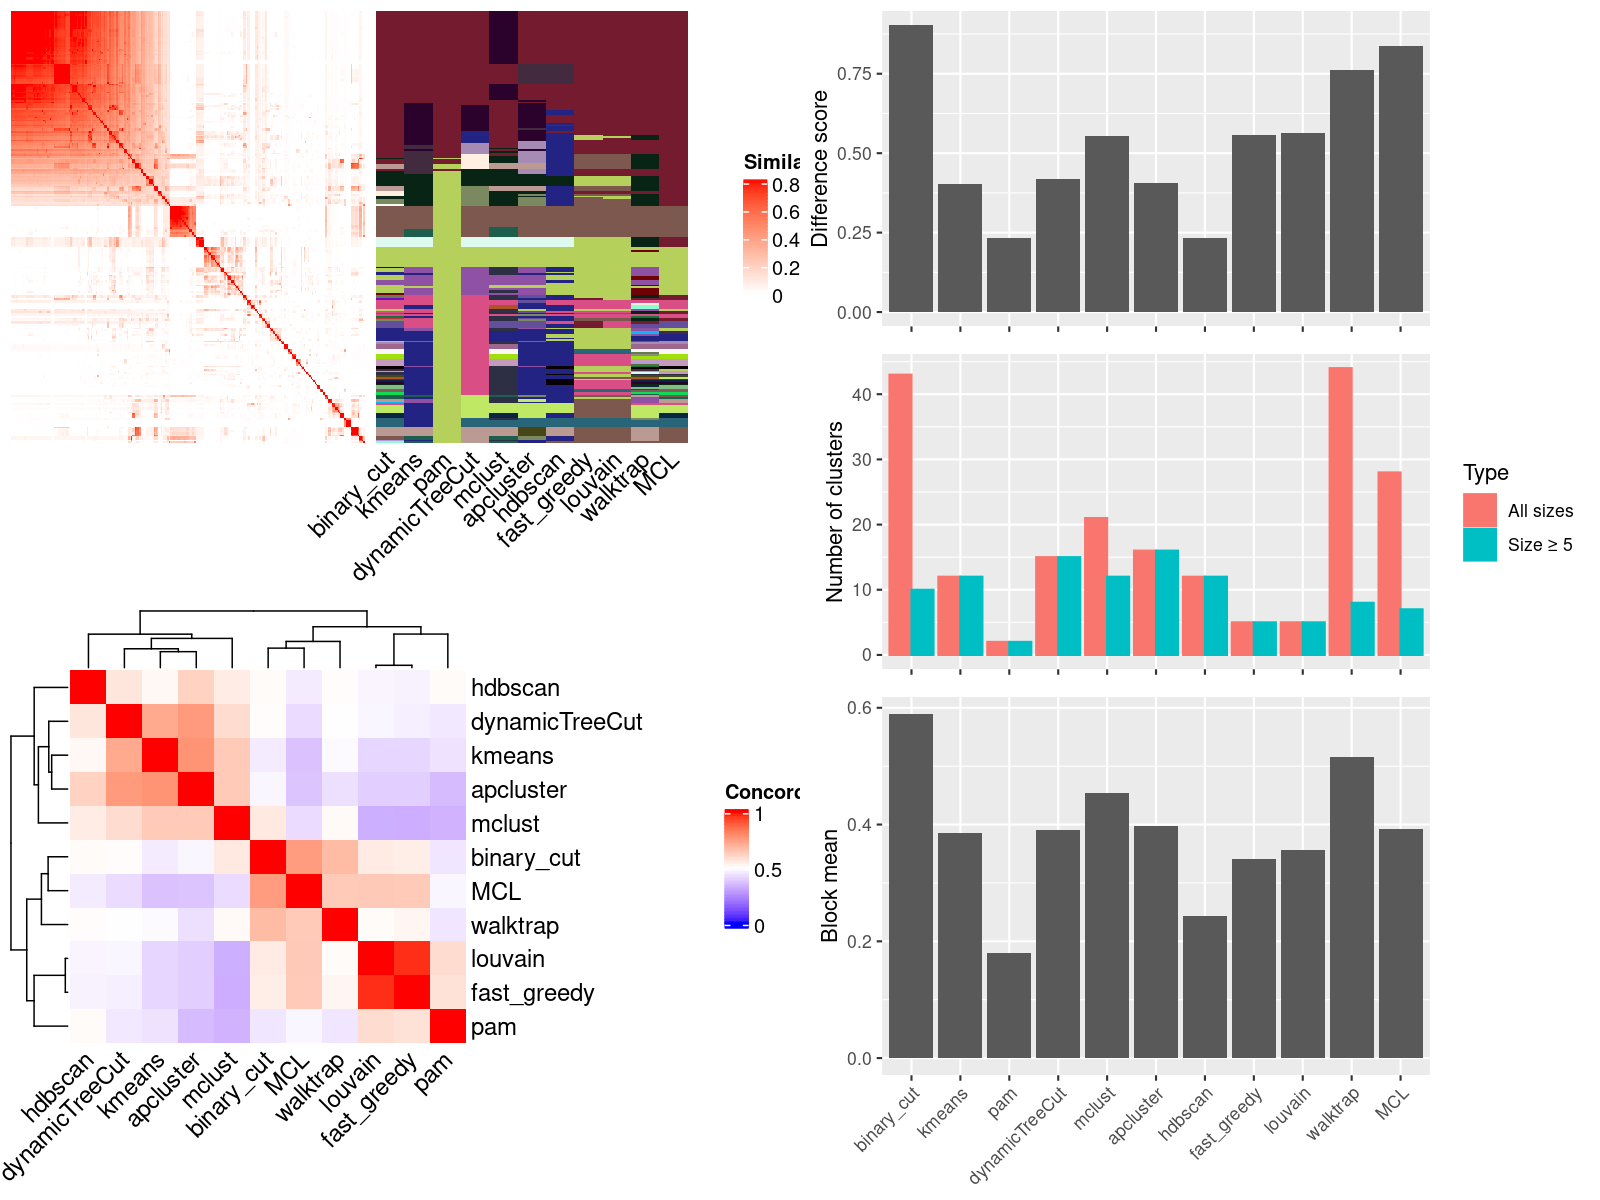 Simila
0.8
0.6
0.4
0.2
0
binary_cut
kmeans
pam
dynamicTreeCut
mclust
apcluster
hdbscan
fast_greedy
louvain
walktrap
MCL
hdbscan
dynamicTreeCut
kmeans
apcluster
mclust
binary_cut
MCL
walktrap
louvain
fast_greedy
pam
hdbscan
dynamicTreeCut
kmeans
apcluster
mclust
binary_cut
MCL
walktrap
louvain
fast_greedy
pam
Concord
1
0.5
0
Difference score
0.75
0.50
0.25
0.00
Number of clusters
40
30
20
10
0
Type
All sizes
Size ≥ 5
Block mean
0.6
0.4
0.2
0.0
binary_cut
kmeans
pam
dynamicTreeCut
mclust
apcluster
hdbscan
fast_greedy
louvain
walktrap
MCL